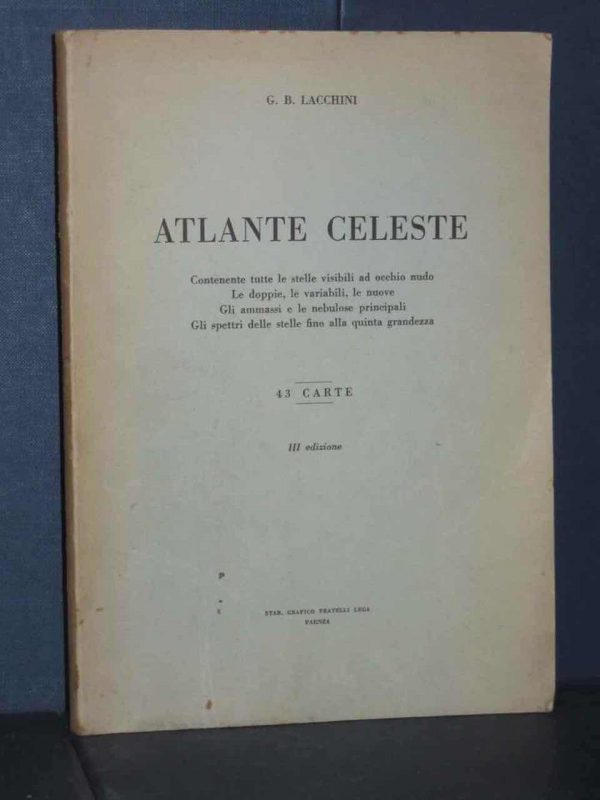 G. B. LACCHINI
ATLANTE CELESTE
Contenente tutte le stelle visibili ad occhio nudo
Le doppie, le variabili, le nuove
Gli ammassi e le nebulose principali
Gli spettri delle stelle fino alla quinta grandezza
43 CARTE
III edizione
STAB. GRAFICO FRATELLI LEGA
FAENZA